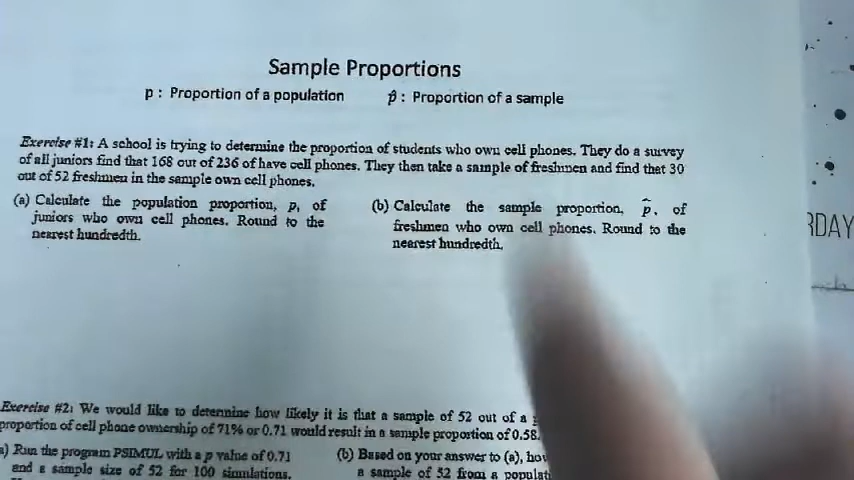 Sample Proportions
p : Proportion of a population p̂ : Proportion of a sample
Exercise #1: A school is trying to determine the proportion of students who own cell phones. They do a survey
of all juniors find that 168 out of 236 of have cell phones. They then take a sample of freshmen and find that 30
out of 52 freshmen in the sample own cell phones.
(a) Calculate the population proportion, p, of
juniors who own cell phones. Round to the
nearest hundredth.
(b) Calculate the sample proportion, p̂, of
freshmen who own cell phones. Round to the
nearest hundredth.
RDAY
Exercise #2: We would like to determine how likely it is that a sample of 52 out of a
proportion of cell phone ownership of 71% or 0.71 would result in a sample proportion of 0.58.
a) Run the program PSIMUL with a p value of 0.71
and a sample size of 52 for 100 simulations.
(b) Based on your answer to (a), how
a sample of 52 from a populat